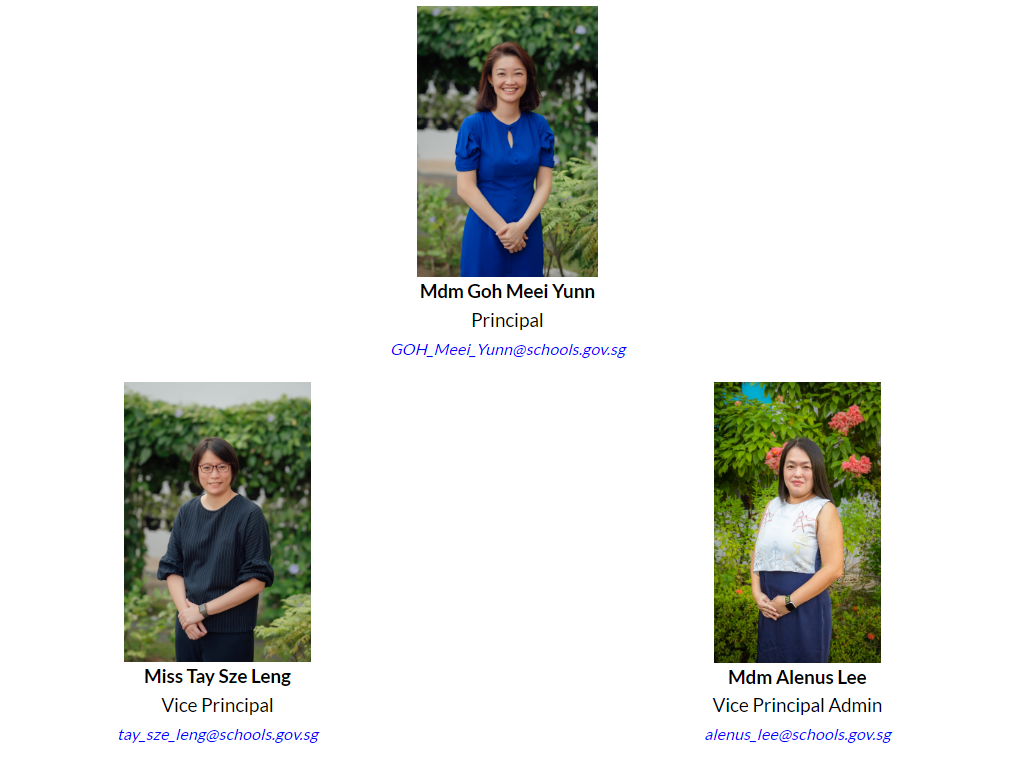 Mdm Goh Meei Yunn
Principal
GOH_Meei_Yunn@schools.gov.sg
Miss Tay Sze Leng
Vice Principal
tay_sze_leng@schools.gov.sg
Mdm Alenus Lee
Vice Principal Admin
alenus_lee@schools.gov.sg